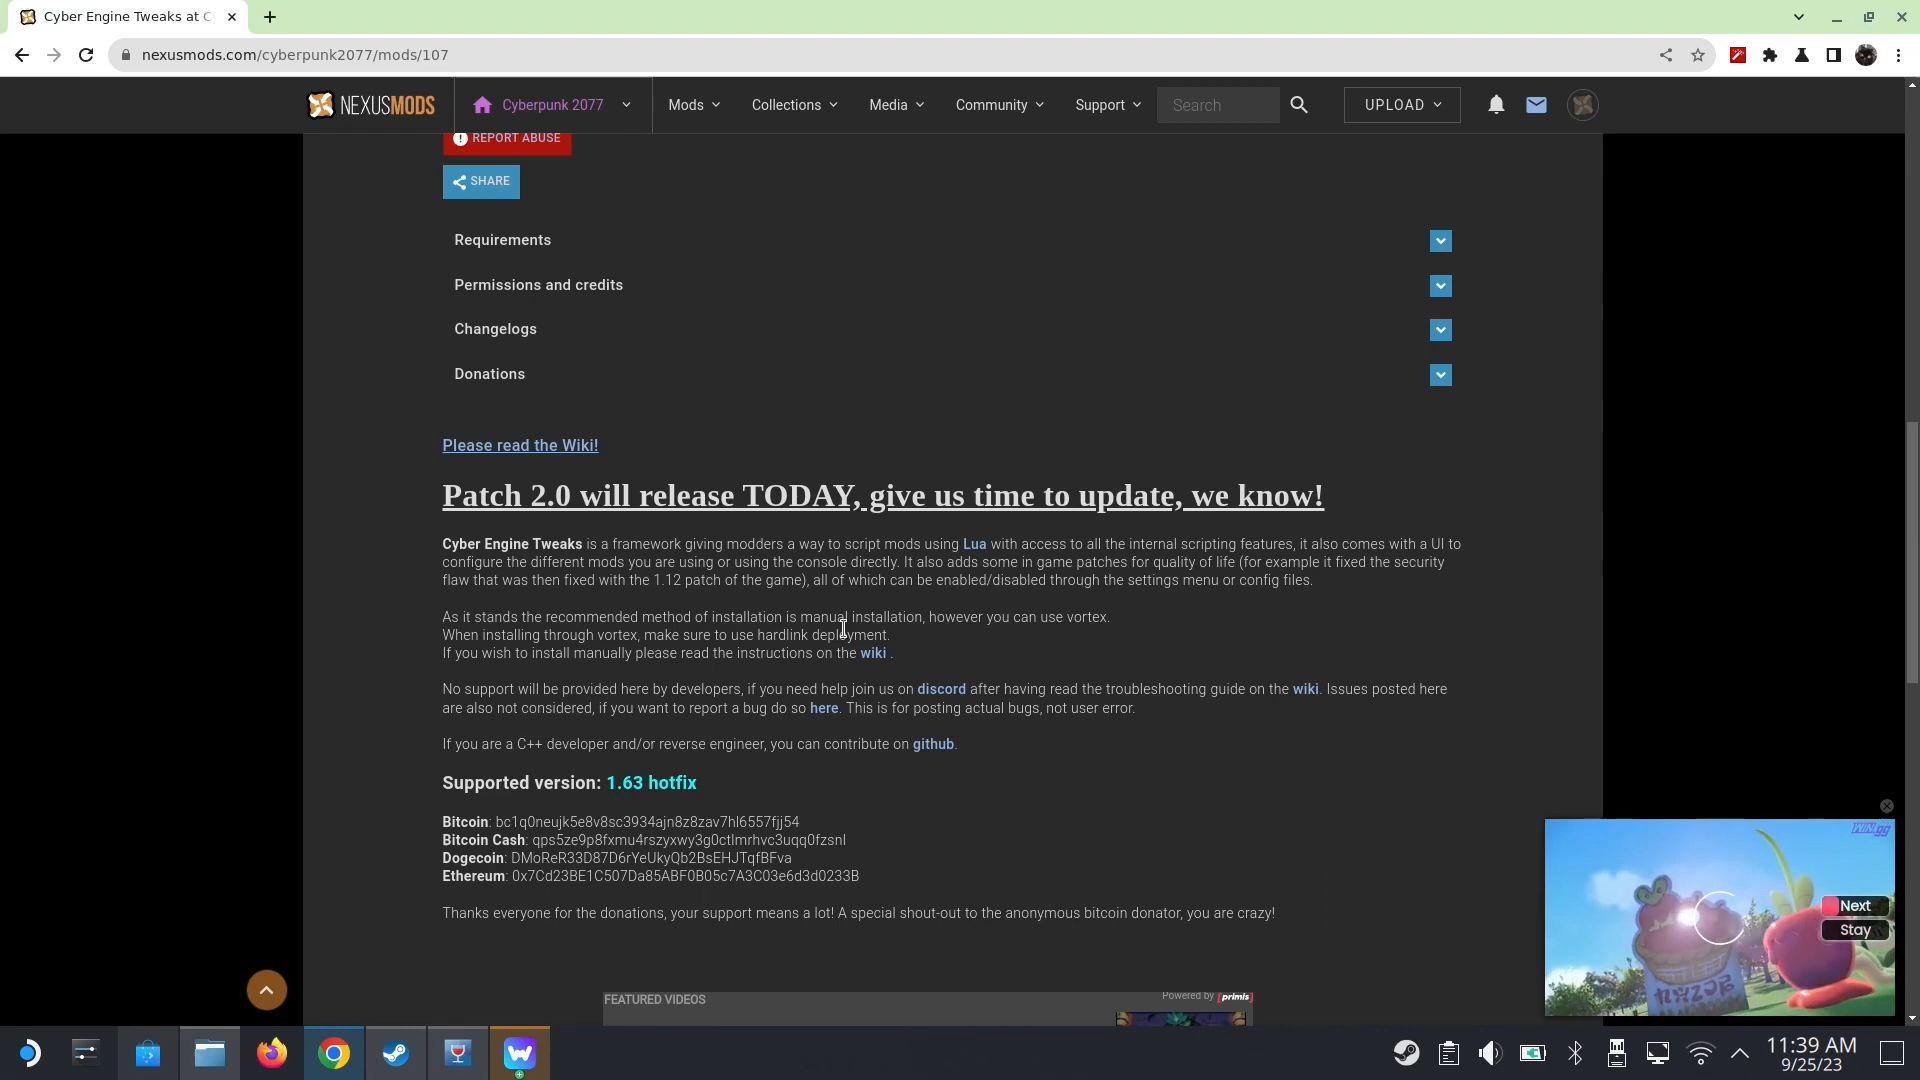 Cyber Engine Tweaks at C
nexusmods.com/cyberpunk2077/mods/107
NEXUSMODS
Cyberpunk 2077
Mods
Collections
Media
Community
Support
Search
UPLOAD
REPORT ABUSE
SHARE
Requirements
Permissions and credits
Changelogs
Donations
Please read the Wiki!
Patch 2.0 will release TODAY, give us time to update, we know!
Cyber Engine Tweaks is a framework giving modders a way to script mods using Lua with access to all the internal scripting features, it also comes with a UI to
configure the different mods you are using or using the console directly. It also adds some in game patches for quality of life (for example it fixed the security
flaw that was then fixed with the 1.12 patch of the game), all of which can be enabled/disabled through the settings menu or config files.
As it stands the recommended method of installation is manual installation, however you can use vortex.
When installing through vortex, make sure to use hardlink deployment.
If you wish to install manually please read the instructions on the wiki .
No support will be provided here by developers, if you need help join us on discord after having read the troubleshooting guide on the wiki. Issues posted here
are also not considered, if you want to report a bug do so here. This is for posting actual bugs, not user error.
If you are a C++ developer and/or reverse engineer, you can contribute on github.
Supported version: 1.63 hotfix
Bitcoin: bc1q0neujk5e8v8sc3934ajn8z8zav7hl6557fjj54
Bitcoin Cash: qps5ze9p8fxmu4rszyxwy3g0ctlmrhvc3uqq0fzsnl
Dogecoin: DMoReR33D87D6rYeUkyQb2BsEHJTqfBFva
Ethereum: 0x7Cd23BE1C507Da85ABF0B05c7A3C03e6d3d0233B
Thanks everyone for the donations, your support means a lot! A special shout-out to the anonymous bitcoin donator, you are crazy!
WIN.gg
Next
Stay
FEATURED VIDEOS
Powered by [primis]
11:39 AM
9/25/23